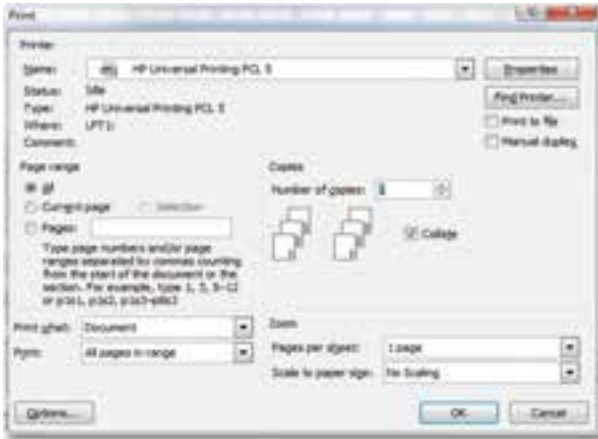 Print
Printer
Name: HP Universal Printing PCL 5
Properties
Status: Idle
Find Printer...
Type: HP Universal Printing PCL 5
Where: LPT1:
Print to file
Comment:
Manual duplex
Page range
Copies
All
Number of copies: 1
Current page Selection
Pages:
Collate
Type page numbers and/or page
ranges separated by commas counting
from the start of the document or the
section. For example, type 1, 3, 5-12
or p1s1, p1s2, p1s3-p8s3
Print what: Document
Zoom
Print: All pages in range
Pages per sheet: 1 page
Scale to paper size: No Scaling
Options...
OK
Cancel